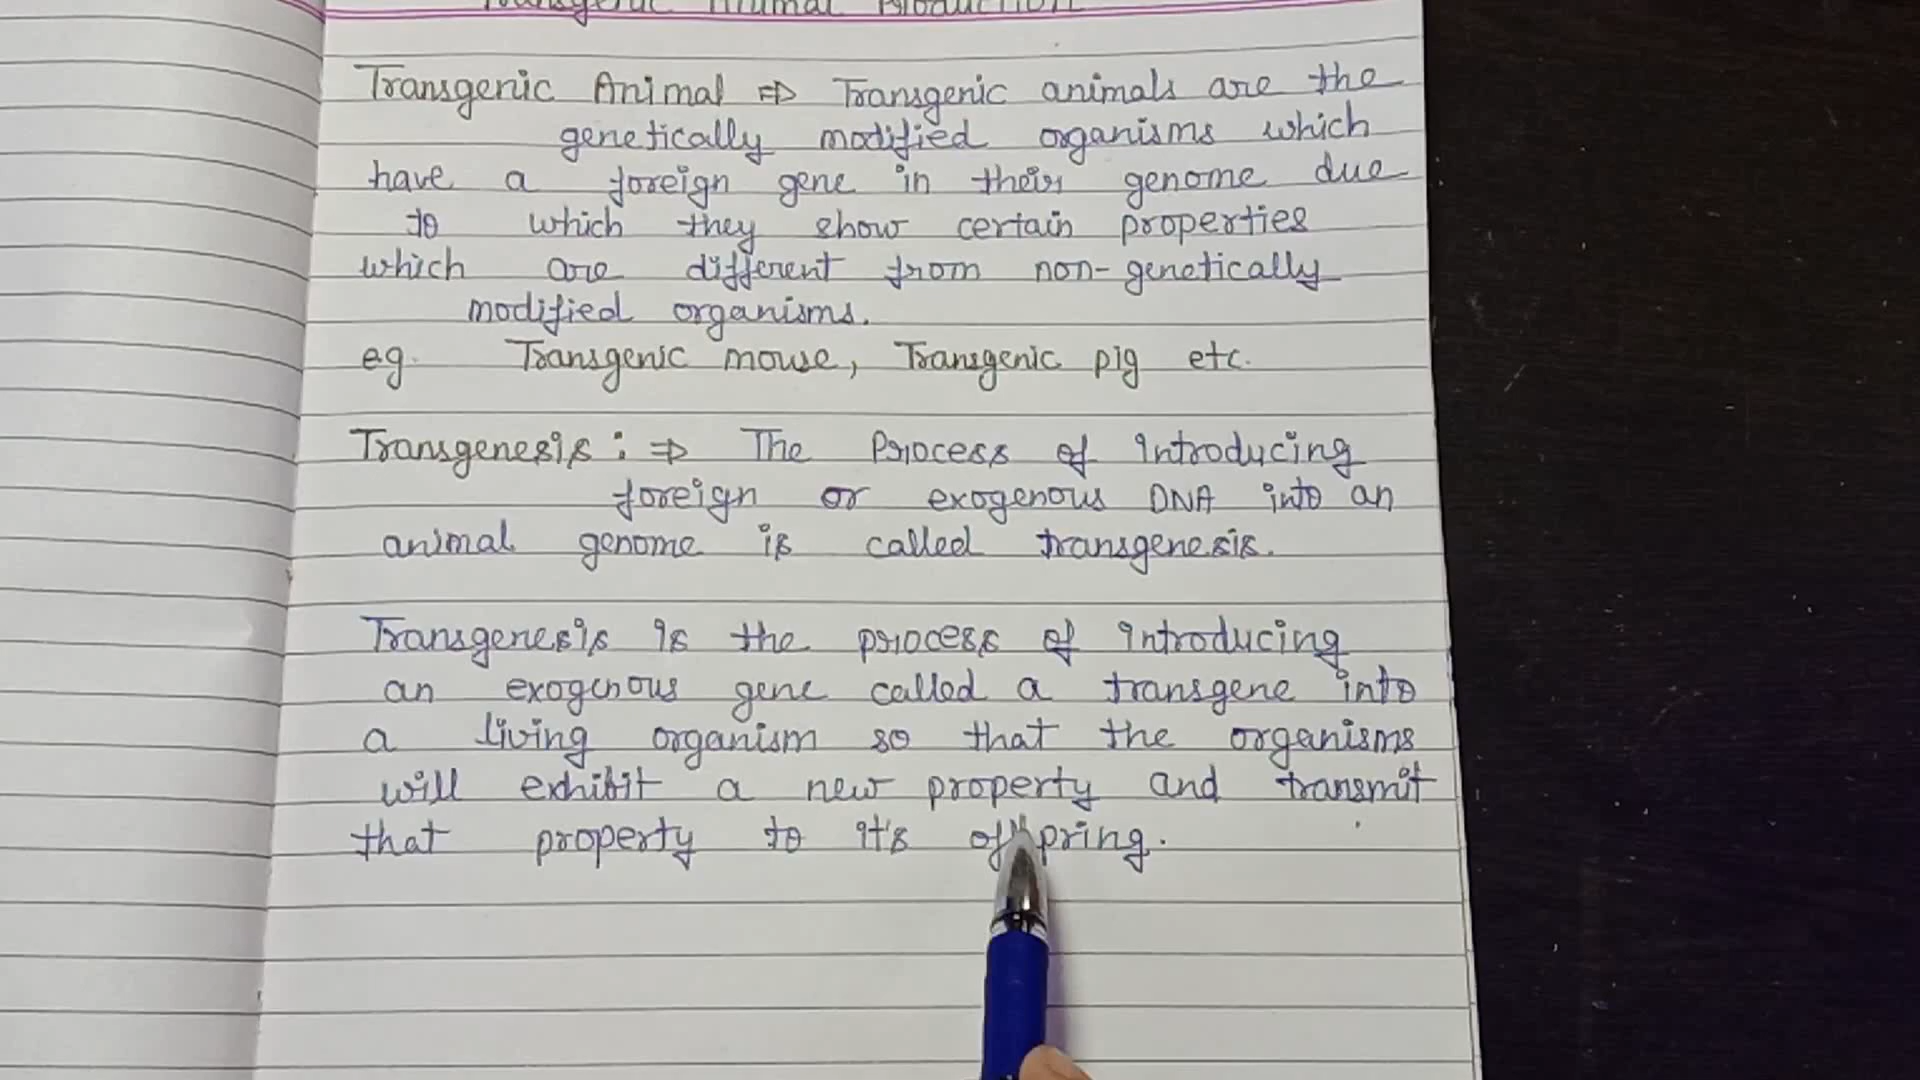 Transgenic Animal Production
Transgenic Animal ⇒ Transgenic animals are the
genetically modified organisms which
have a foreign gene in their genome due
to which they show certain properties
which are different from non-genetically
modified organisms.
eg. Transgenic mouse, Transgenic pig etc.
Transgenesis : ⇒ The Process of introducing
foreign or exogenous DNA into an
animal genome is called transgenesis.
Transgenesis is the process of introducing
an exogenous gene called a transgene into
a living organism so that the organisms
will exhibit a new property and transmit
that property to it's offspring.